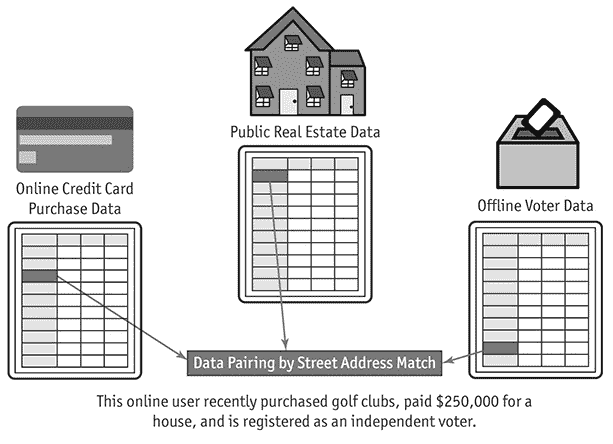 Public Real Estate Data
Online Credit Card
Purchase Data
Offline Voter Data
Data Pairing by Street Address Match
This online user recently purchased golf clubs, paid $250,000 for a
house, and is registered as an independent voter.